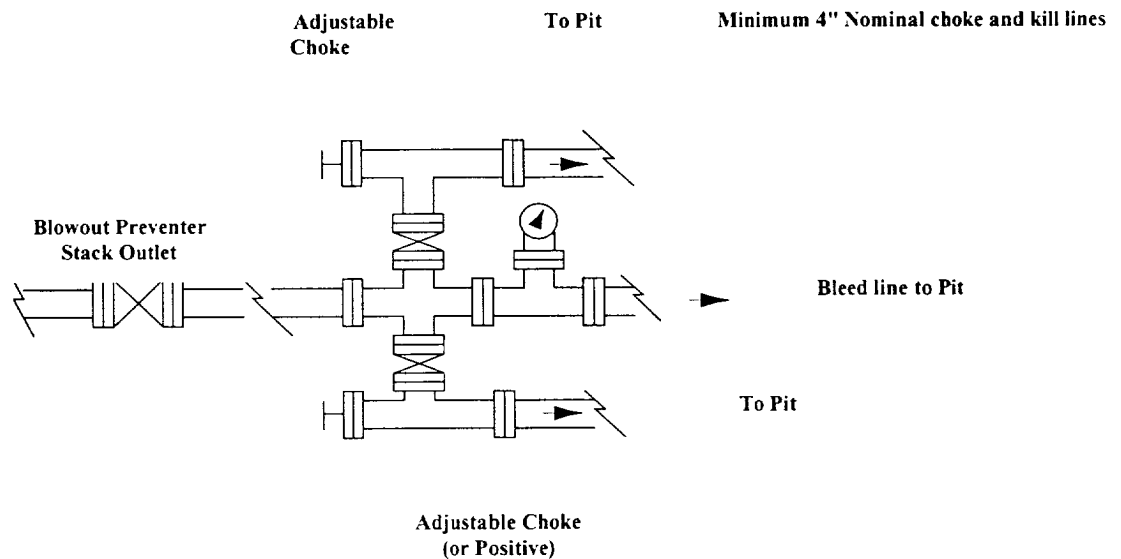 Adjustable
Choke
To Pit
Minimum 4" Nominal choke and kill lines
Blowout Preventer
Stack Outlet
Bleed line to Pit
To Pit
Adjustable Choke
(or Positive)